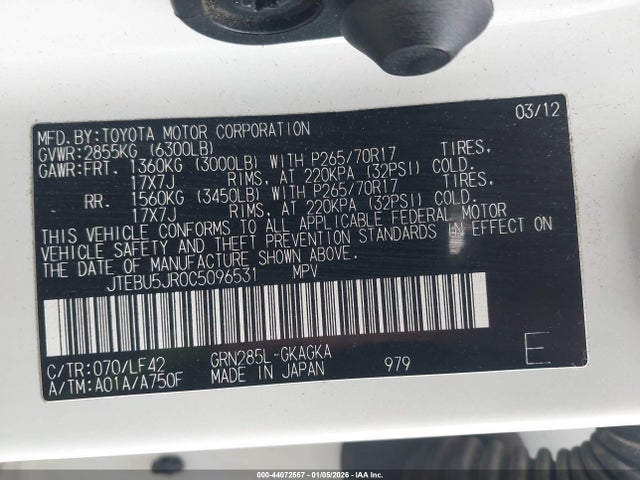 MFD.BY:TOYOTA MOTOR CORPORATION 03/12
GVWR:2855KG (6300LB)
GAWR:FRT. 1360KG (3000LB) WITH P265/70R17 TIRES.
17X7J RIMS, AT 220KPA (32PSI) COLD.
RR. 1560KG (3450LB) WITH P265/70R17 TIRES.
17X7J RIMS, AT 220KPA (32PSI) COLD.
THIS VEHICLE CONFORMS TO ALL APPLICABLE FEDERAL MOTOR
VEHICLE SAFETY AND THEFT PREVENTION STANDARDS IN EFFECT ON
THE DATE OF MANUFACTURE SHOWN ABOVE.
JTEBU5JR0C5096531 MPV
C/TR:070/LF42 GRN285L-GKAGKA 979 E
A/TM:A01A/A750F MADE IN JAPAN
000-44072557 - 01/05/2026 - IAA Inc.